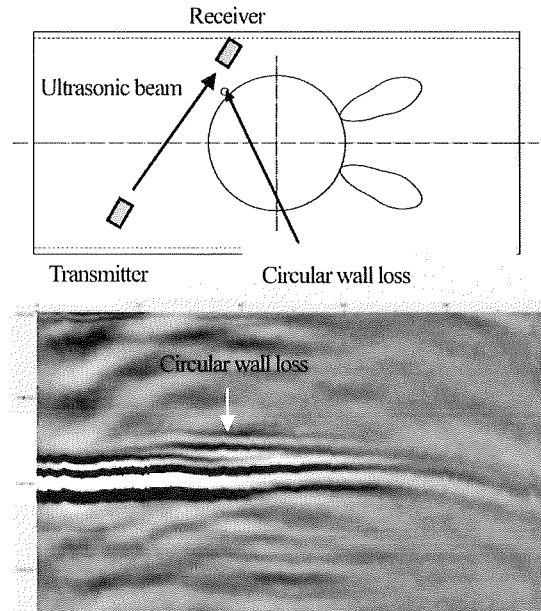 Receiver
Ultrasonic beam
Transmitter
Circular wall loss
Circular wall loss